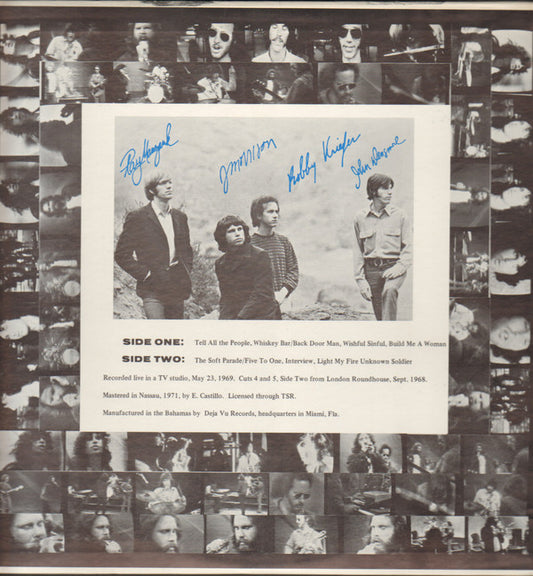 Ray Manzarek
J Morrison
Robby Krieger
John Densmore
SIDE ONE: Tell All the People, Whiskey Bar/Back Door Man, Wishful Sinful, Build Me A Woman
SIDE TWO: The Soft Parade/Five To One, Interview, Light My Fire Unknown Soldier
Recorded live in a TV studio, May 23, 1969. Cuts 4 and 5, Side Two from London Roundhouse, Sept. 1968.
Mastered in Nassau, 1971, by E. Castillo. Licensed through TSR.
Manufactured in the Bahamas by Deja Vu Records, headquarters in Miami, Fla.